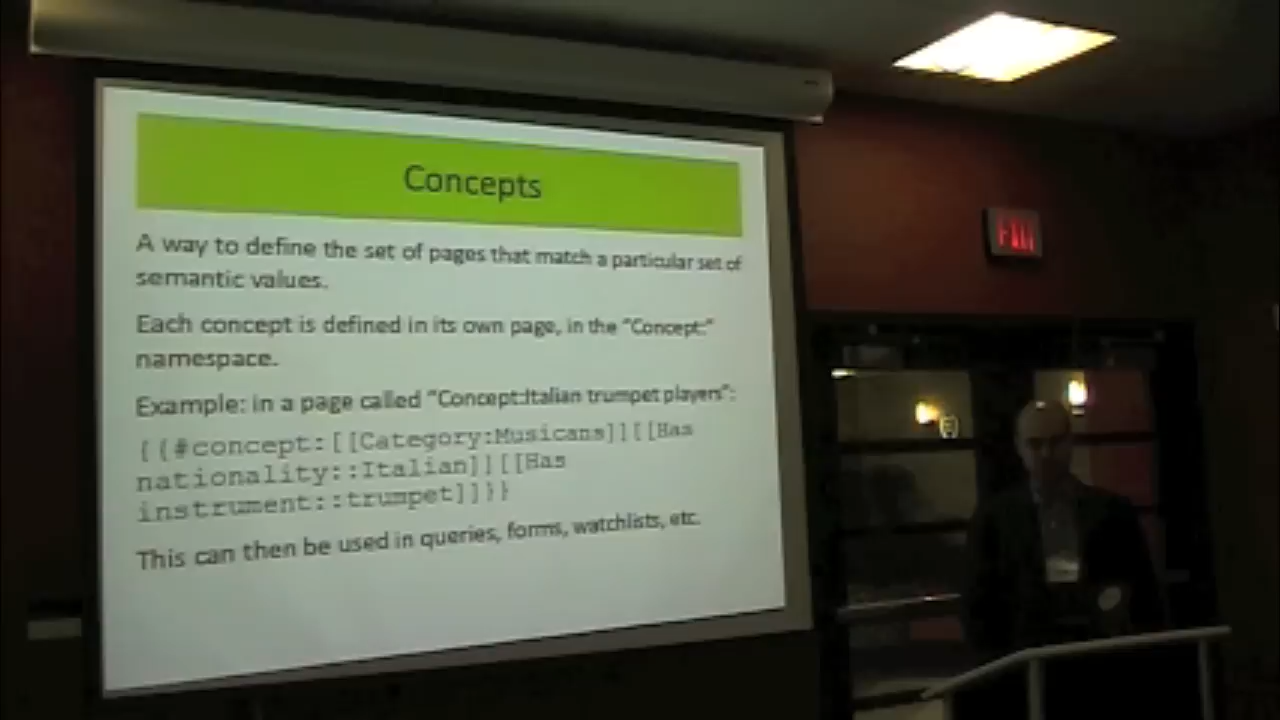 Concepts
A way to define the set of pages that match a particular set of
semantic values.
Each concept is defined in its own page, in the "Concept:"
namespace.
Example: in a page called "Concept:Italian trumpet players":
{{#concept:[[Category:Musicans]][[Has
nationality::Italian]][[Has
instrument::trumpet]]}}
This can then be used in queries, forms, watchlists, etc.
EXIT